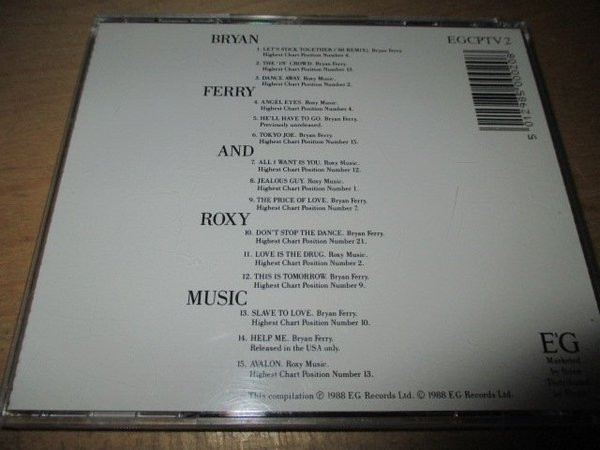 BRYAN
EGCPTV 2
1. LET'S STICK TOGETHER ('88 REMIX). Bryan Ferry.
Highest Chart Position Number 4.
2. THE 'IN' CROWD. Bryan Ferry.
Highest Chart Position Number 13.
3. DANCE AWAY. Roxy Music.
Highest Chart Position Number 2.
FERRY
4. ANGEL EYES. Roxy Music.
Highest Chart Position Number 4.
5. HE'LL HAVE TO GO. Bryan Ferry.
Previously unreleased.
6. TOKYO JOE. Bryan Ferry.
Highest Chart Position Number 15.
AND
7. ALL I WANT IS YOU. Roxy Music.
Highest Chart Position Number 12.
8. JEALOUS GUY. Roxy Music.
Highest Chart Position Number 1.
9. THE PRICE OF LOVE. Bryan Ferry.
Highest Chart Position Number 7.
ROXY
10. DON'T STOP THE DANCE. Bryan Ferry.
Highest Chart Position Number 21.
11. LOVE IS THE DRUG. Roxy Music.
Highest Chart Position Number 2.
12. THIS IS TOMORROW. Bryan Ferry.
Highest Chart Position Number 9.
MUSIC
13. SLAVE TO LOVE. Bryan Ferry.
Highest Chart Position Number 10.
14. HELP ME. Bryan Ferry.
Released in the USA only.
15. AVALON. Roxy Music.
Highest Chart Position Number 13.
This compilation ℗ 1988 E.G. Records Ltd. © 1988 E.G. Records Ltd.
5 012985 000208
E'G
Marketed
by
Distributed
by